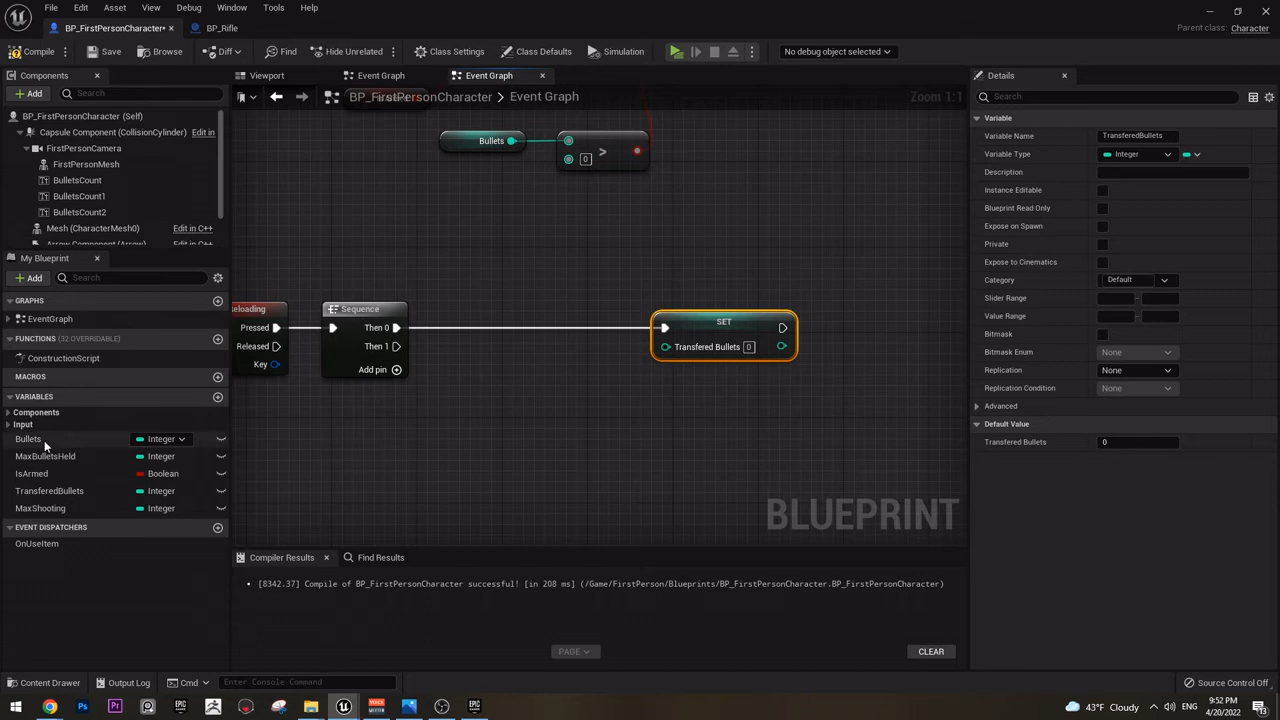 File Edit Asset View Debug Window Tools Help
BP_FirstPersonCharacter*
BP_Rifle
Parent class: Character
Compile
Save
Browse
Diff
Find
Hide Unrelated
Class Settings
Class Defaults
Simulation
No debug object selected
Components
Viewport
Event Graph
Event Graph
Details
Add
Search
BP_FirstPersonCharacter > Event Graph
Zoom 1:1
Search
BP_FirstPersonCharacter (Self)
Capsule Component (CollisionCylinder) Edit in
FirstPersonCamera
FirstPersonMesh
BulletsCount
BulletsCount1
BulletsCount2
Mesh (CharacterMesh0) Edit in C++
Arrow Component (Arrow) Edit in C++
Bullets
0
>
Variable
Variable Name TransferedBullets
Variable Type Integer
Description
Instance Editable
Blueprint Read Only
Expose on Spawn
Private
Expose to Cinematics
Category Default
Slider Range
Value Range
Bitmask
Bitmask Enum None
Replication None
Replication Condition None
Advanced
Default Value
Transfered Bullets 0
My Blueprint
Add
Search
GRAPHS
EventGraph
FUNCTIONS (32 OVERRIDABLE)
ConstructionScript
MACROS
VARIABLES
Components
Input
Bullets Integer
MaxBulletsHeld Integer
IsArmed Boolean
TransferedBullets Integer
MaxShooting Integer
EVENT DISPATCHERS
OnUseItem
eloading
Pressed
Released
Key
Sequence
Then 0
Then 1
Add pin
SET
Transfered Bullets 0
BLUEPRINT
Compiler Results
Find Results
[8342.37] Compile of BP_FirstPersonCharacter successful! [in 208 ms] (/Game/FirstPerson/Blueprints/BP_FirstPersonCharacter.BP_FirstPersonCharacter)
PAGE
CLEAR
Content Drawer
Output Log
Cmd
Enter Console Command
Source Control Off
43°F Cloudy
9:52 PM
4/20/2022